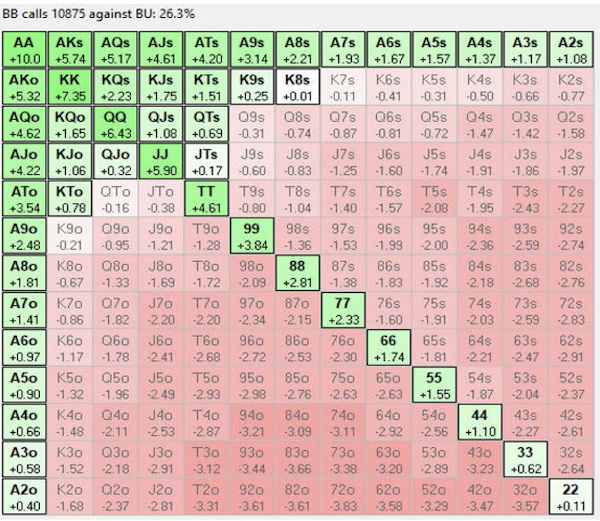 BB calls 10875 against BU: 26.3%
AA AKs AQs AJs ATs A9s A8s A7s A6s A5s A4s A3s A2s
+10.0 +5.74 +5.17 +4.61 +4.20 +3.14 +2.21 +1.93 +1.67 +1.57 +1.37 +1.17 +1.08
AKo KK KQs KJs KTs K9s K8s K7s K6s K5s K4s K3s K2s
+5.32 +7.35 +2.23 +1.75 +1.51 +0.25 +0.01 -0.11 -0.41 -0.31 -0.50 -0.66 -0.77
AQo KQo QQ QJs QTs Q9s Q8s Q7s Q6s Q5s Q4s Q3s Q2s
+4.62 +1.65 +6.43 +1.08 +0.69 -0.31 -0.74 -0.87 -0.81 -0.72 -1.47 -1.42 -1.58
AJo KJo QJo JJ JTs J9s J8s J7s J6s J5s J4s J3s J2s
+4.22 +1.06 +0.32 +5.90 +0.17 -0.60 -0.83 -1.25 -1.60 -1.74 -1.91 -1.86 -1.97
ATo KTo QTo JTo TT T9s T8s T7s T6s T5s T4s T3s T2s
+3.54 +0.78 -0.16 -0.38 +4.61 -0.80 -1.04 -1.40 -1.57 -2.08 -1.95 -2.43 -2.27
A9o K9o Q9o J9o T9o 99 98s 97s 96s 95s 94s 93s 92s
+2.48 -0.21 -0.95 -1.21 -1.28 +3.84 -1.36 -1.53 -1.99 -2.00 -2.36 -2.59 -2.74
A8o K8o Q8o J8o T8o 98o 88 87s 86s 85s 84s 83s 82s
+1.81 -0.67 -1.33 -1.69 -1.72 -2.09 +2.81 -1.38 -1.83 -1.92 -2.18 -2.68 -2.76
A7o K7o Q7o J7o T7o 97o 87o 77 76s 75s 74s 73s 72s
+1.41 -0.86 -1.82 -2.20 -2.20 -2.34 -2.15 +2.33 -1.60 -1.91 -2.03 -2.59 -2.83
A6o K6o Q6o J6o T6o 96o 86o 76o 66 65s 64s 63s 62s
+0.97 -1.17 -1.78 -2.41 -2.68 -2.72 -2.53 -2.30 +1.74 -1.81 -2.21 -2.47 -2.91
A5o K5o Q5o J5o T5o 95o 85o 75o 65o 55 54s 53s 52s
+0.90 -1.32 -1.96 -2.49 -2.93 -2.98 -2.76 -2.63 -2.63 +1.55 -1.87 -2.04 -2.37
A4o K4o Q4o J4o T4o 94o 84o 74o 64o 54o 44 43s 42s
+0.66 -1.48 -2.11 -2.53 -2.87 -3.21 -3.09 -3.11 -2.92 -2.56 +1.10 -2.27 -2.61
A3o K3o Q3o J3o T3o 93o 83o 73o 63o 53o 43o 33 32s
+0.58 -1.52 -2.18 -2.91 -3.12 -3.44 -3.66 -3.38 -3.20 -2.89 -3.23 +0.62 -2.64
A2o K2o Q2o J2o T2o 92o 82o 72o 62o 52o 42o 32o 22
+0.40 -1.68 -2.37 -2.81 -3.31 -3.61 -3.61 -3.83 -3.58 -3.29 -3.47 -3.57 +0.11